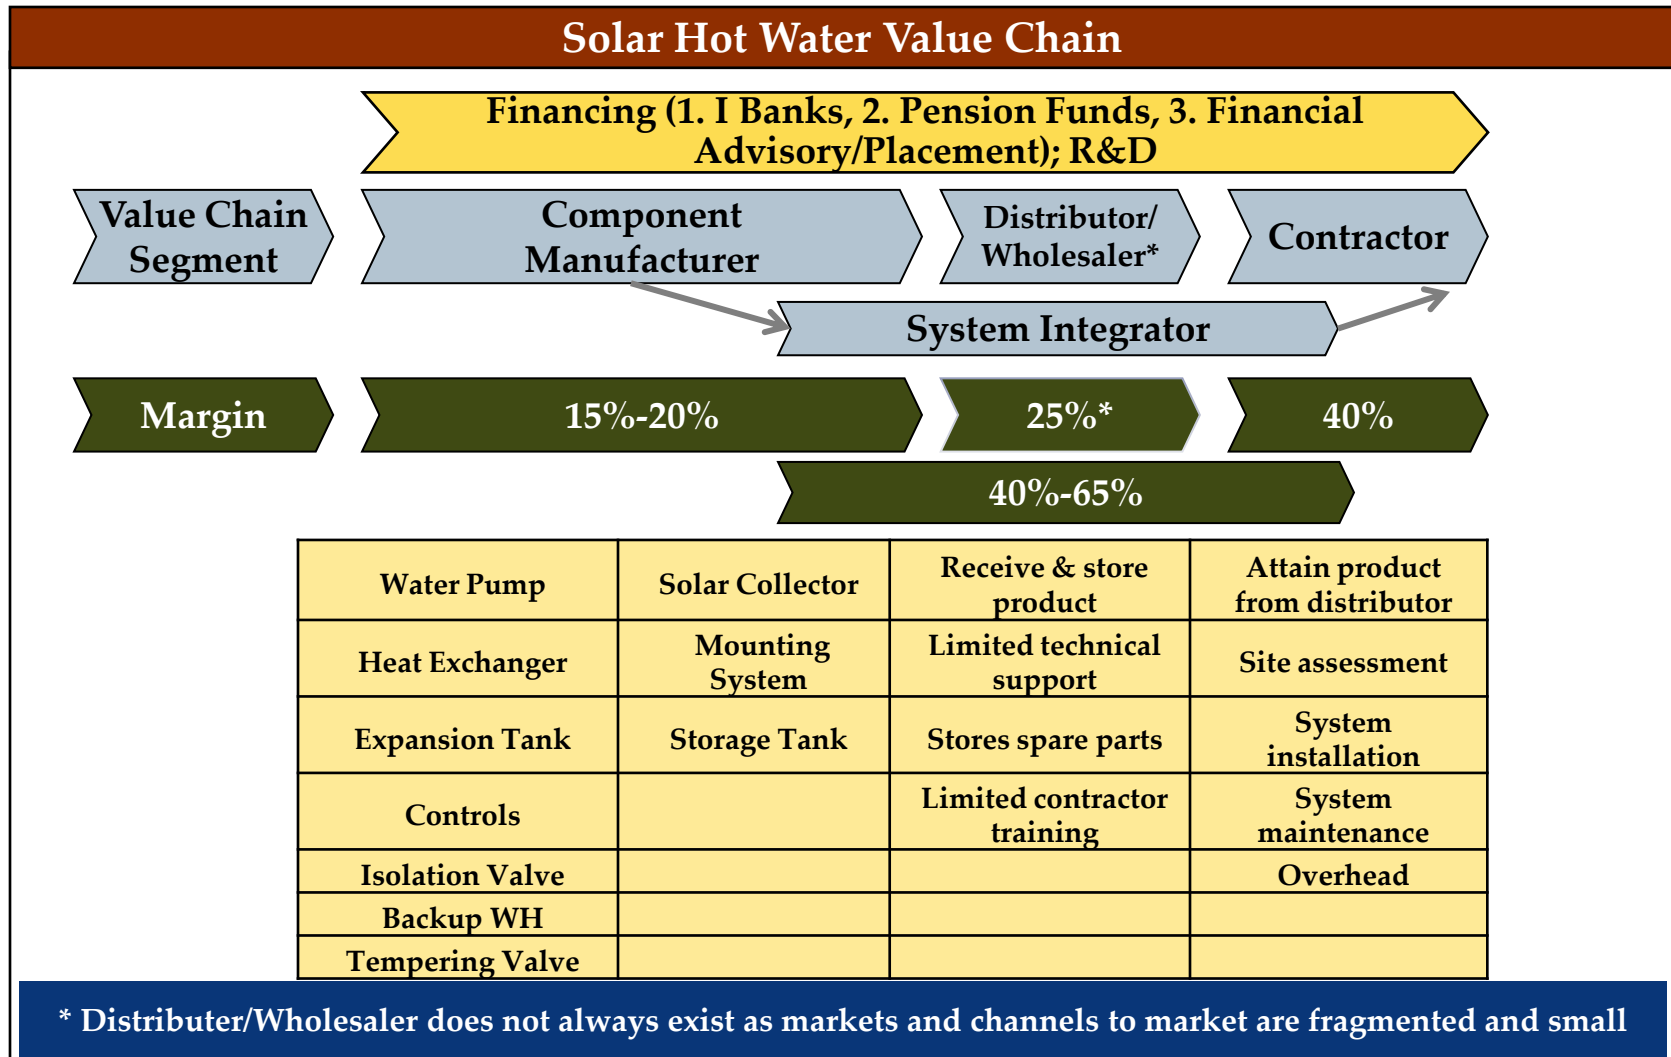 Solar Hot Water Value Chain
Financing (1. I Banks, 2. Pension Funds, 3. Financial
Advisory/Placement); R&D
Value Chain
Segment
Component
Manufacturer
Distributor/
Wholesaler*
Contractor
System Integrator
Margin
15%-20%
25%*
40%
40%-65%
Water Pump
Solar Collector
Receive & store
product
Attain product
from distributor
Heat Exchanger
Mounting
System
Limited technical
support
Site assessment
Expansion Tank
Storage Tank
Stores spare parts
System
installation
Controls
Limited contractor
training
System
maintenance
Isolation Valve
Overhead
Backup WH
Tempering Valve
* Distributer/Wholesaler does not always exist as markets and channels to market are fragmented and small